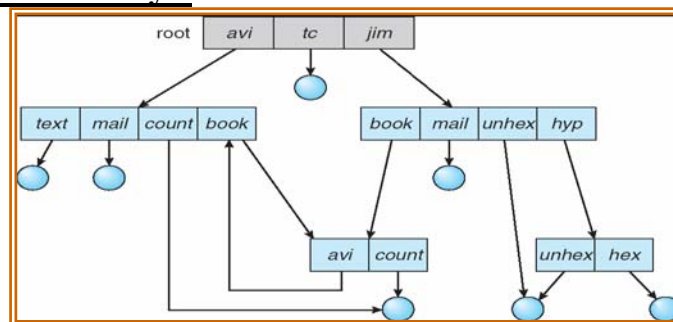 root avi tc jim
text mail count book
book mail unhex hyp
avi count
unhex hex